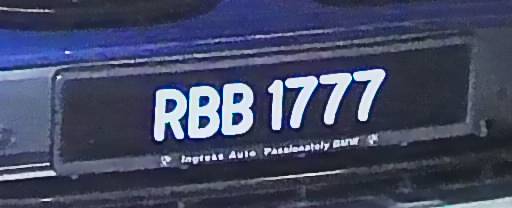 RBB 1777
Ingress Auto Passionately BMW